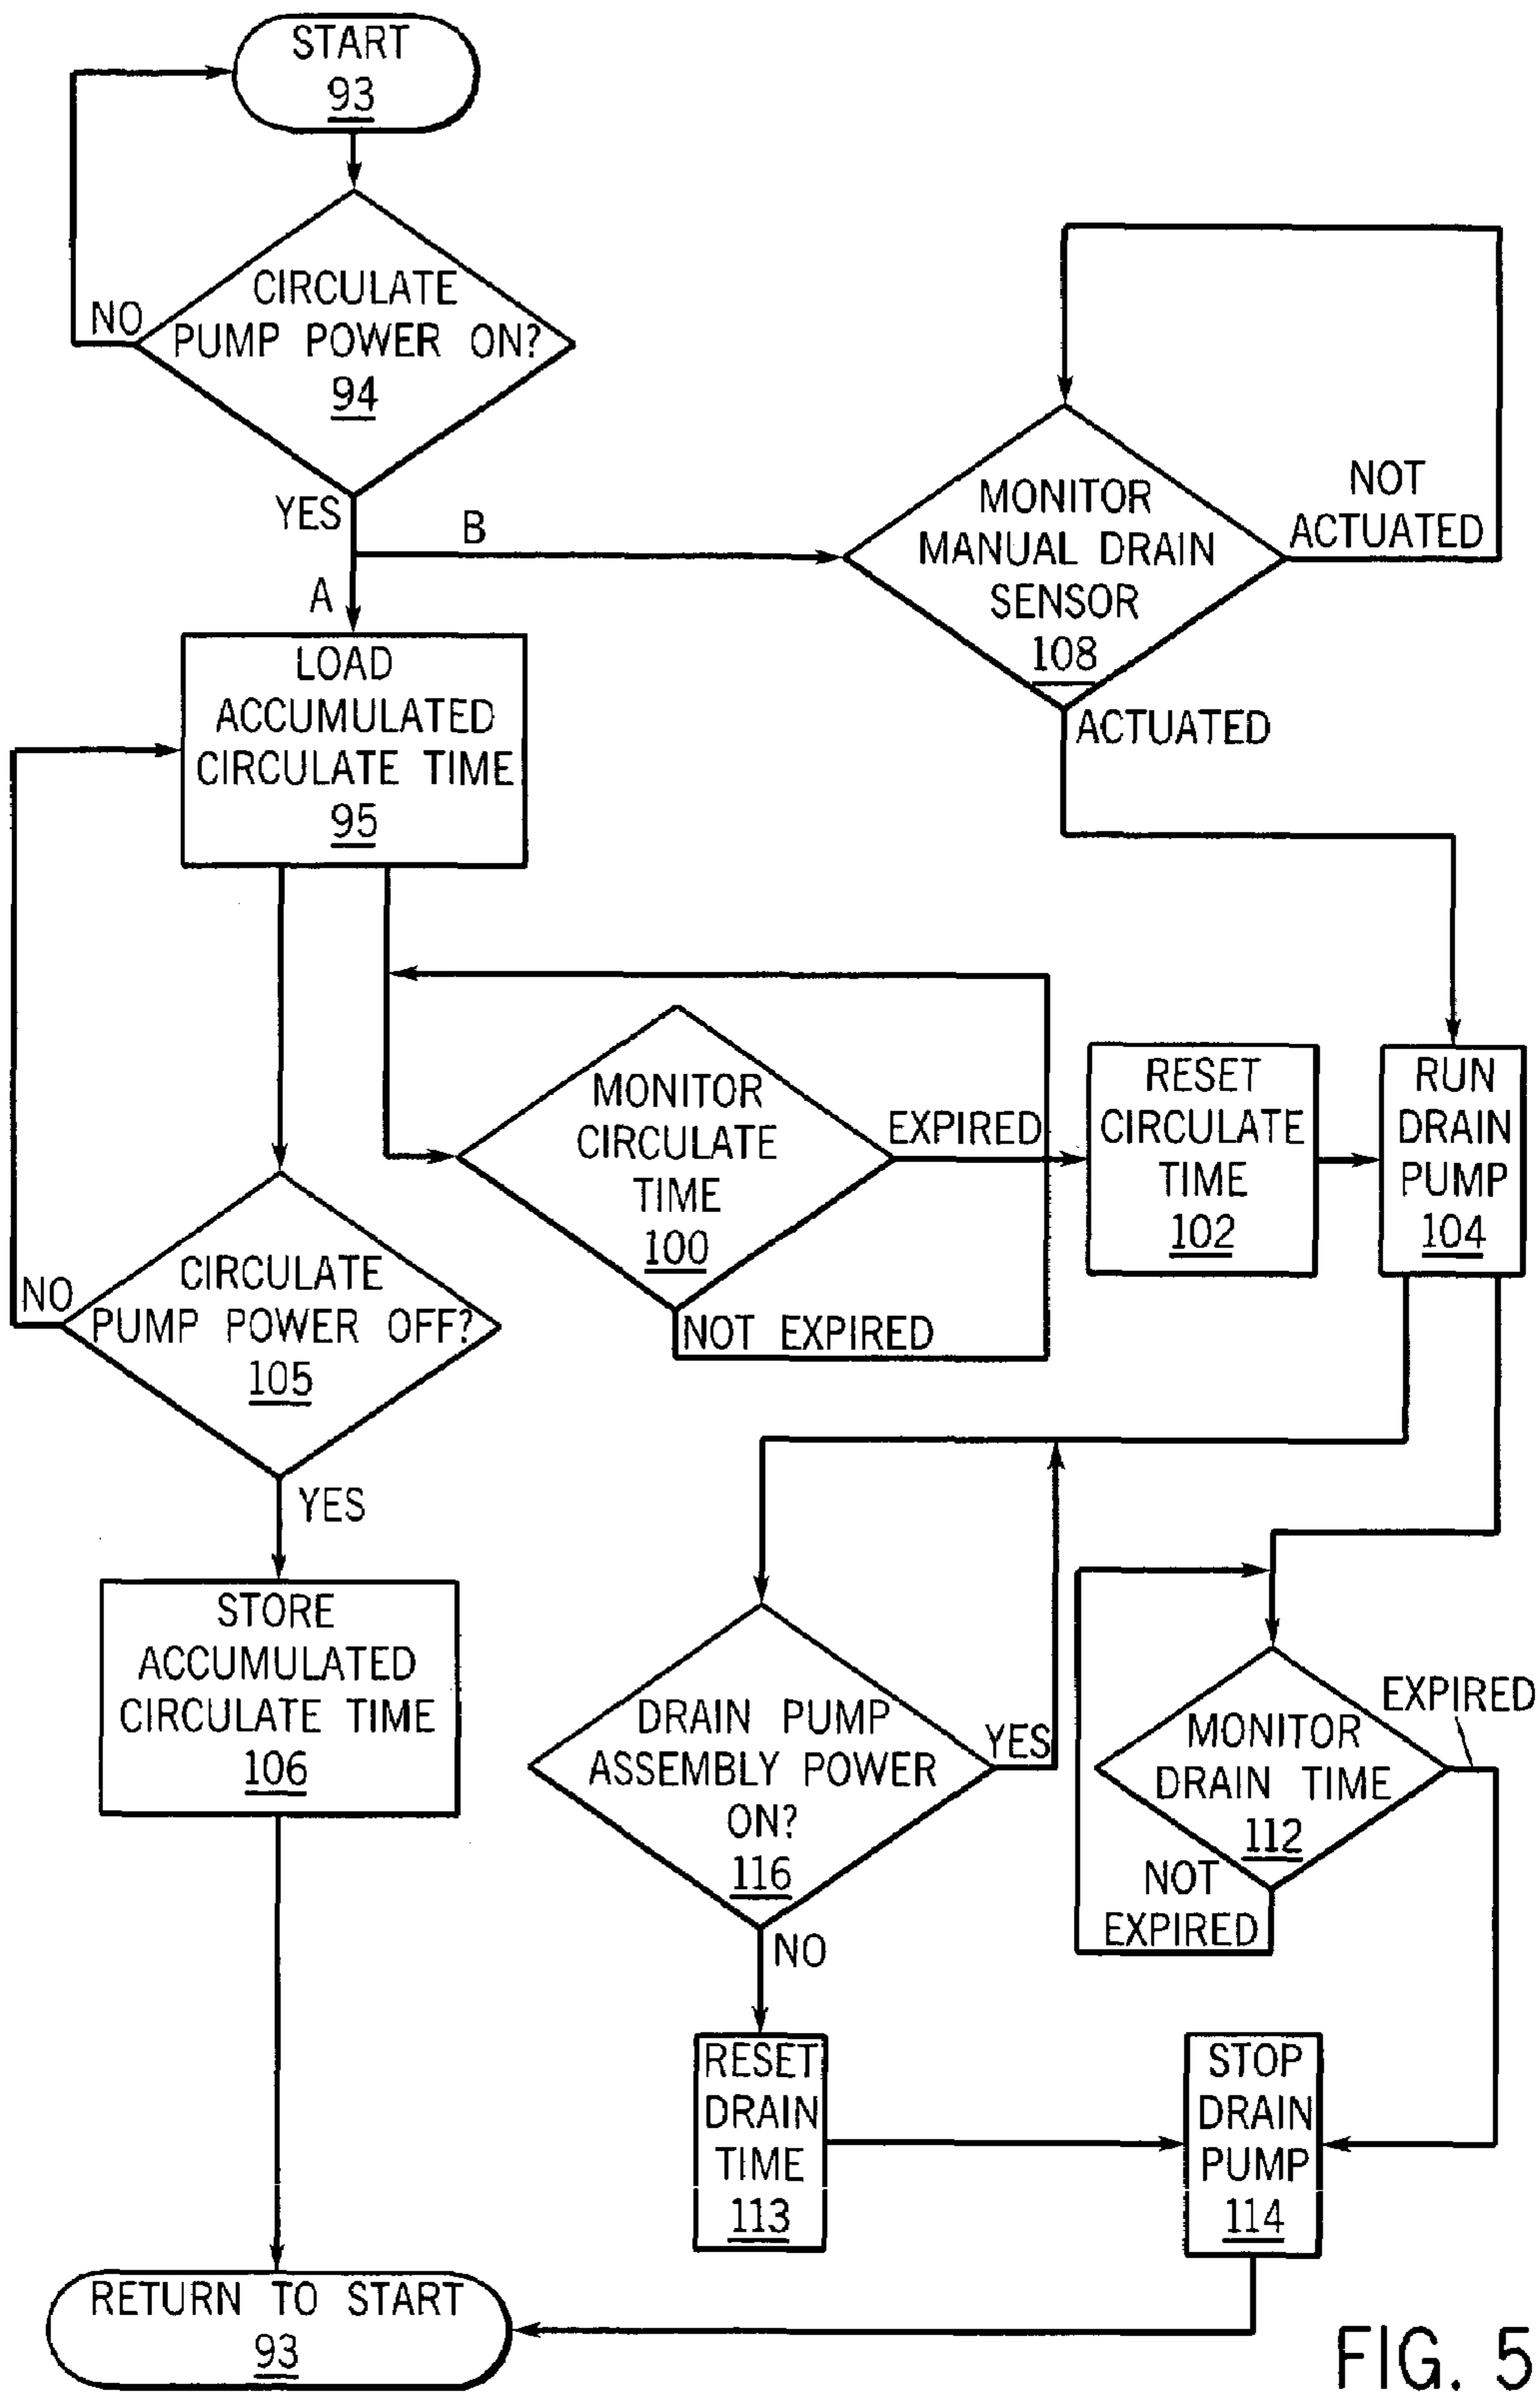 START
93
NO
CIRCULATE
PUMP POWER ON?
94
YES
B
A
MONITOR
MANUAL DRAIN
SENSOR
108
NOT
ACTUATED
ACTUATED
LOAD
ACCUMULATED
CIRCULATE TIME
95
MONITOR
CIRCULATE
TIME
100
EXPIRED
NOT EXPIRED
RESET
CIRCULATE
TIME
102
RUN
DRAIN
PUMP
104
NO
CIRCULATE
PUMP POWER OFF?
105
YES
STORE
ACCUMULATED
CIRCULATE TIME
106
DRAIN PUMP
ASSEMBLY POWER
ON?
116
YES
NO
MONITOR
DRAIN TIME
112
EXPIRED
NOT
EXPIRED
RESET
DRAIN
TIME
113
STOP
DRAIN
PUMP
114
RETURN TO START
93
FIG. 5